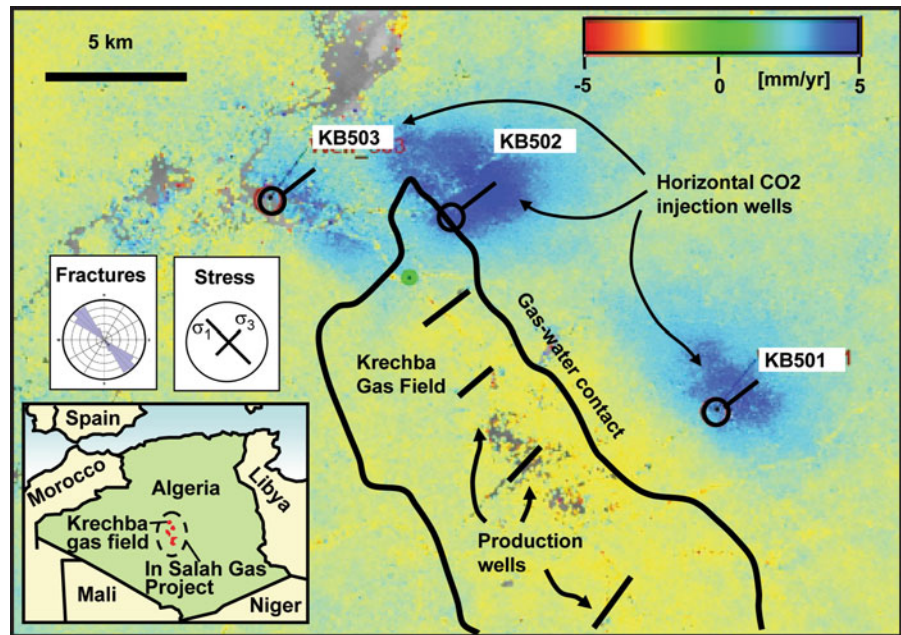 5 km
-5
0
[mm/yr]
5
KB503
KB502
Horizontal CO2
injection wells
Fractures
Stress
σ1
σ3
Krechba
Gas Field
Gas-water contact
KB501
1
Production
wells
Spain
Morocco
Algeria
Libya
Krechba
gas field
In Salah Gas
Project
Mali
Niger